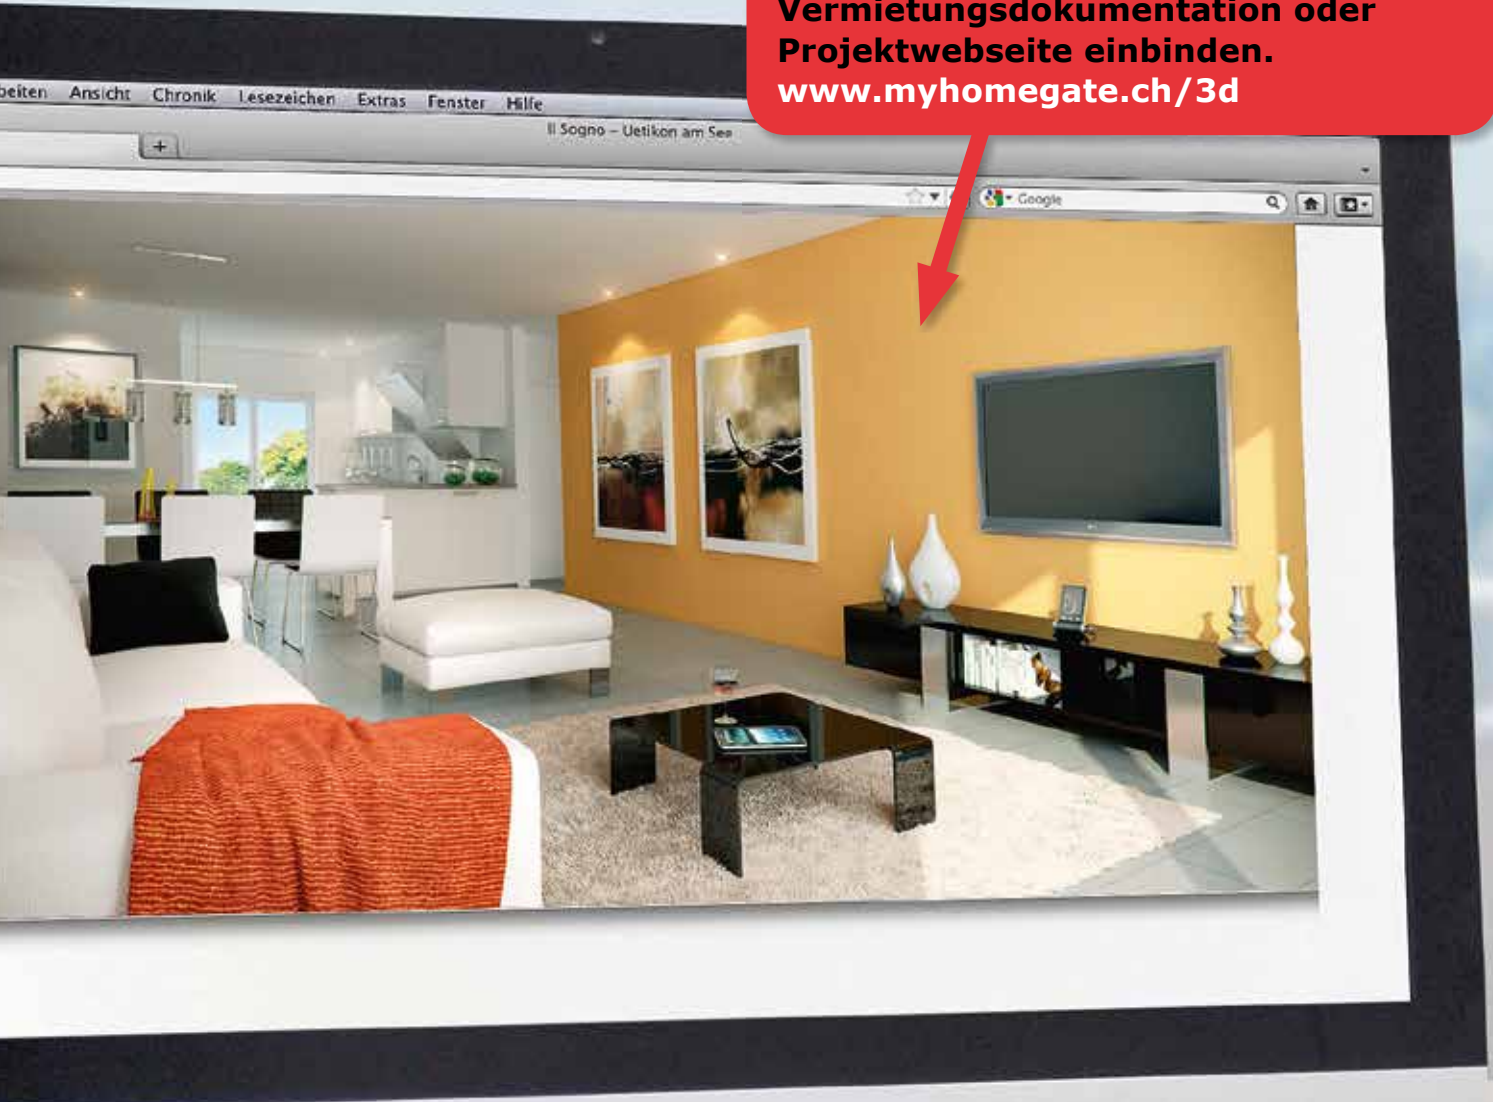 Vermietungsdokumentation oder
Projektwebseite einbinden.
www.myhomegate.ch/3d
beiten Ansicht Chronik Lesezeichen Extras Fenster Hilfe
Il Sogno – Uetikon am See
+
Google